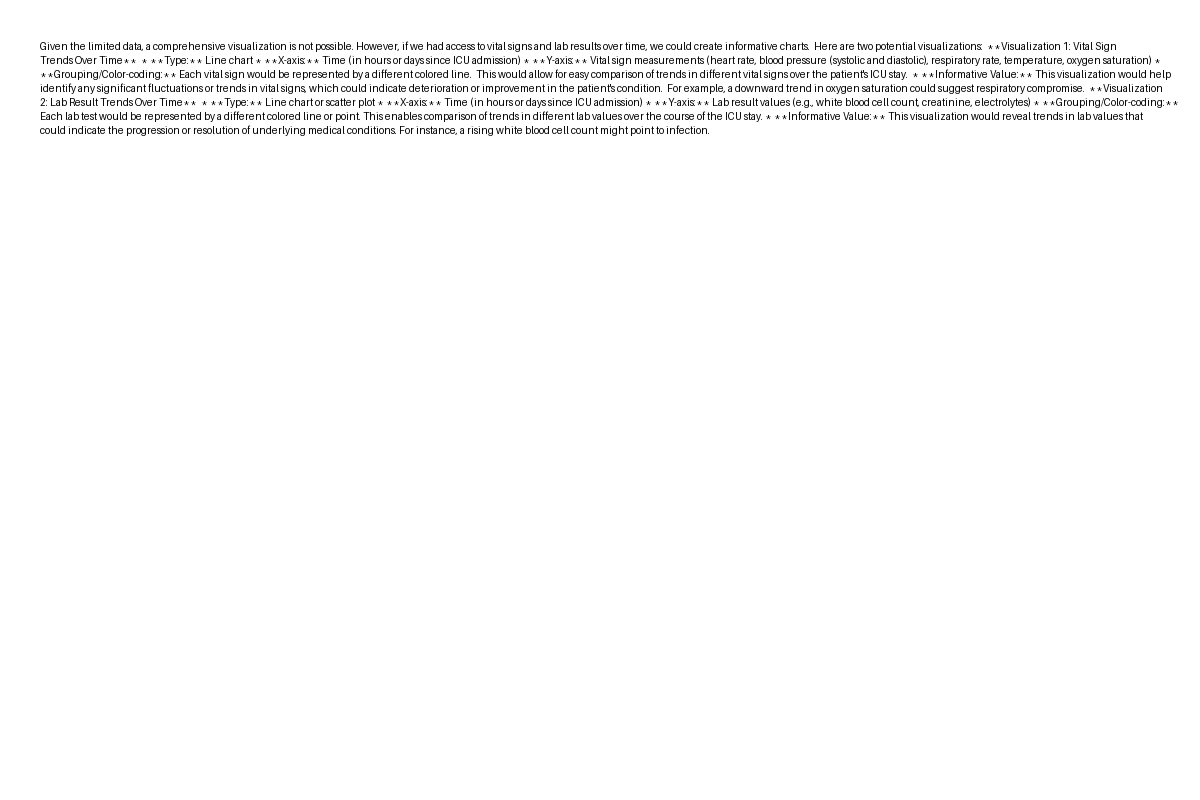 Given the limited data, a comprehensive visualization is not possible. However, if we had access to vital signs and lab results over time, we could create informative charts.  Here are two potential visualizations:  **Visualization 1: Vital Sign
Trends Over Time**  * **Type:** Line chart * **X-axis:** Time (in hours or days since ICU admission) * **Y-axis:** Vital sign measurements (heart rate, blood pressure (systolic and diastolic), respiratory rate, temperature, oxygen saturation) *
**Grouping/Color-coding:** Each vital sign would be represented by a different colored line.  This would allow for easy comparison of trends in different vital signs over the patient's ICU stay.  * **Informative Value:** This visualization would help
identify any significant fluctuations or trends in vital signs, which could indicate deterioration or improvement in the patient's condition.  For example, a downward trend in oxygen saturation could suggest respiratory compromise.  **Visualization
2: Lab Result Trends Over Time**  * **Type:** Line chart or scatter plot * **X-axis:** Time (in hours or days since ICU admission) * **Y-axis:** Lab result values (e.g., white blood cell count, creatinine, electrolytes) * **Grouping/Color-coding:**
Each lab test would be represented by a different colored line or point. This enables comparison of trends in different lab values over the course of the ICU stay. * **Informative Value:** This visualization would reveal trends in lab values that
could indicate the progression or resolution of underlying medical conditions. For instance, a rising white blood cell count might point to infection.